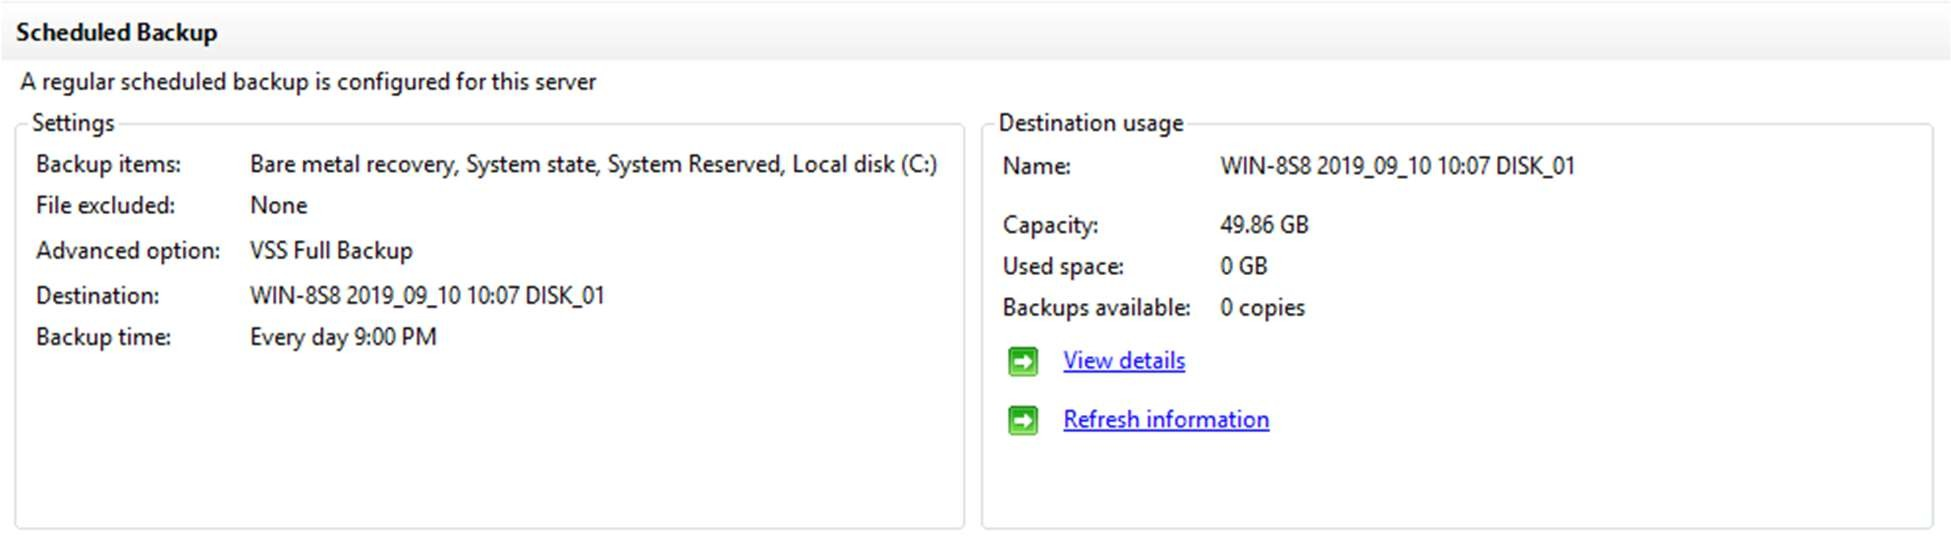 Scheduled Backup
A regular scheduled backup is configured for this server
Settings
Backup items: Bare metal recovery, System state, System Reserved, Local disk (C:)
File excluded: None
Advanced option: VSS Full Backup
Destination: WIN-8S8 2019_09_10 10:07 DISK_01
Backup time: Every day 9:00 PM
Destination usage
Name: WIN-8S8 2019_09_10 10:07 DISK_01
Capacity: 49.86 GB
Used space: 0 GB
Backups available: 0 copies
View details
Refresh information